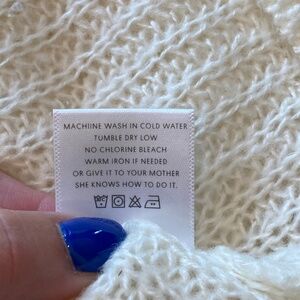 MACHINE WASH IN COLD WATER
TUMBLE DRY LOW
NO CHLORINE BLEACH
WARM IRON IF NEEDED
OR GIVE IT TO YOUR MOTHER
SHE KNOWS HOW TO DO IT.